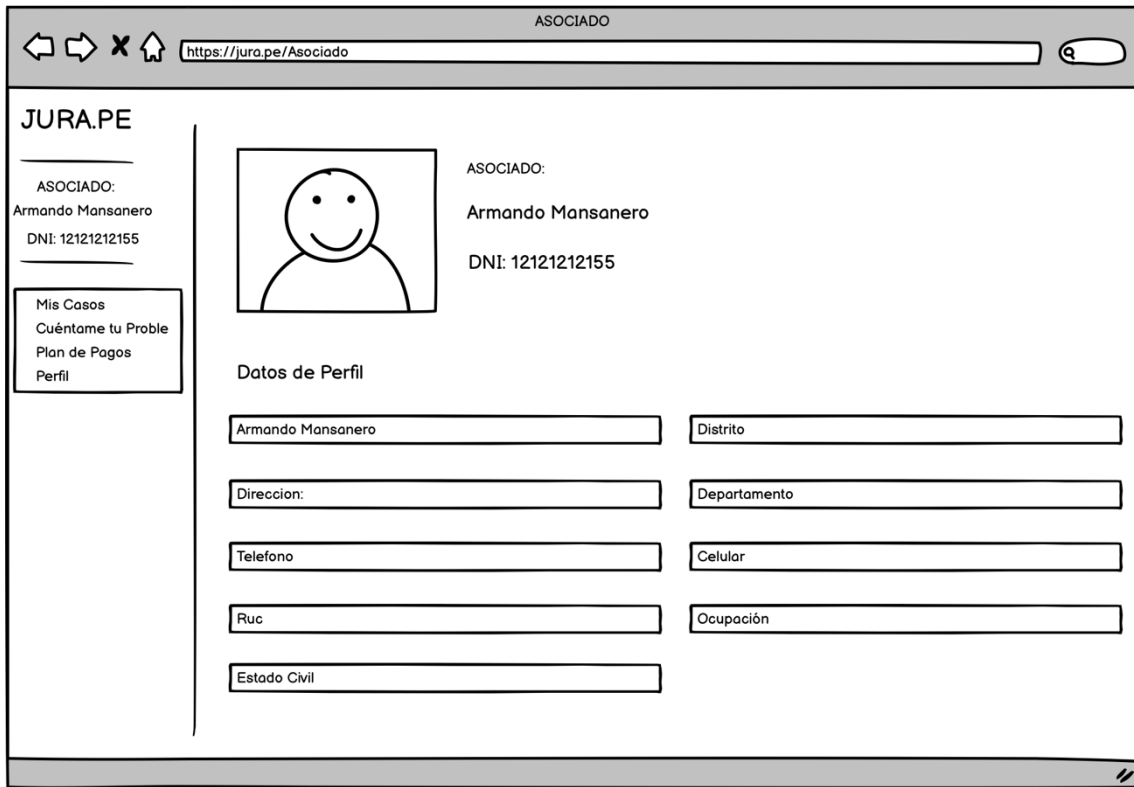 ASOCIADO
https://jura.pe/Asociado
JURA.PE
ASOCIADO:
Armando Mansanero
DNI: 12121212155
Mis Casos
Cuéntame tu Proble
Plan de Pagos
Perfil
ASOCIADO:
Armando Mansanero
DNI: 12121212155
Datos de Perfil
Armando Mansanero
Distrito
Direccion:
Departamento
Telefono
Celular
Ruc
Ocupación
Estado Civil